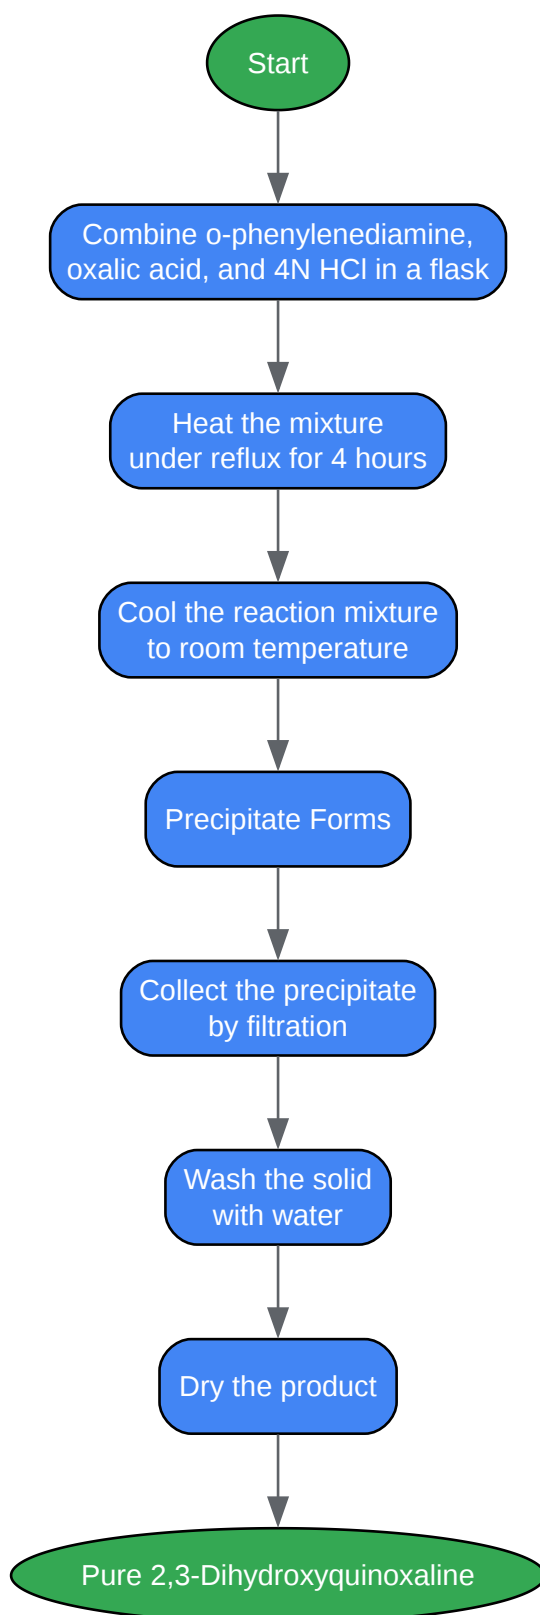 Start
Combine o-phenylenediamine,
oxalic acid, and 4N HCl in a flask
Heat the mixture
under reflux for 4 hours
Cool the reaction mixture
to room temperature
Precipitate Forms
Collect the precipitate
by filtration
Wash the solid
with water
Dry the product
Pure 2,3-Dihydroxyquinoxaline